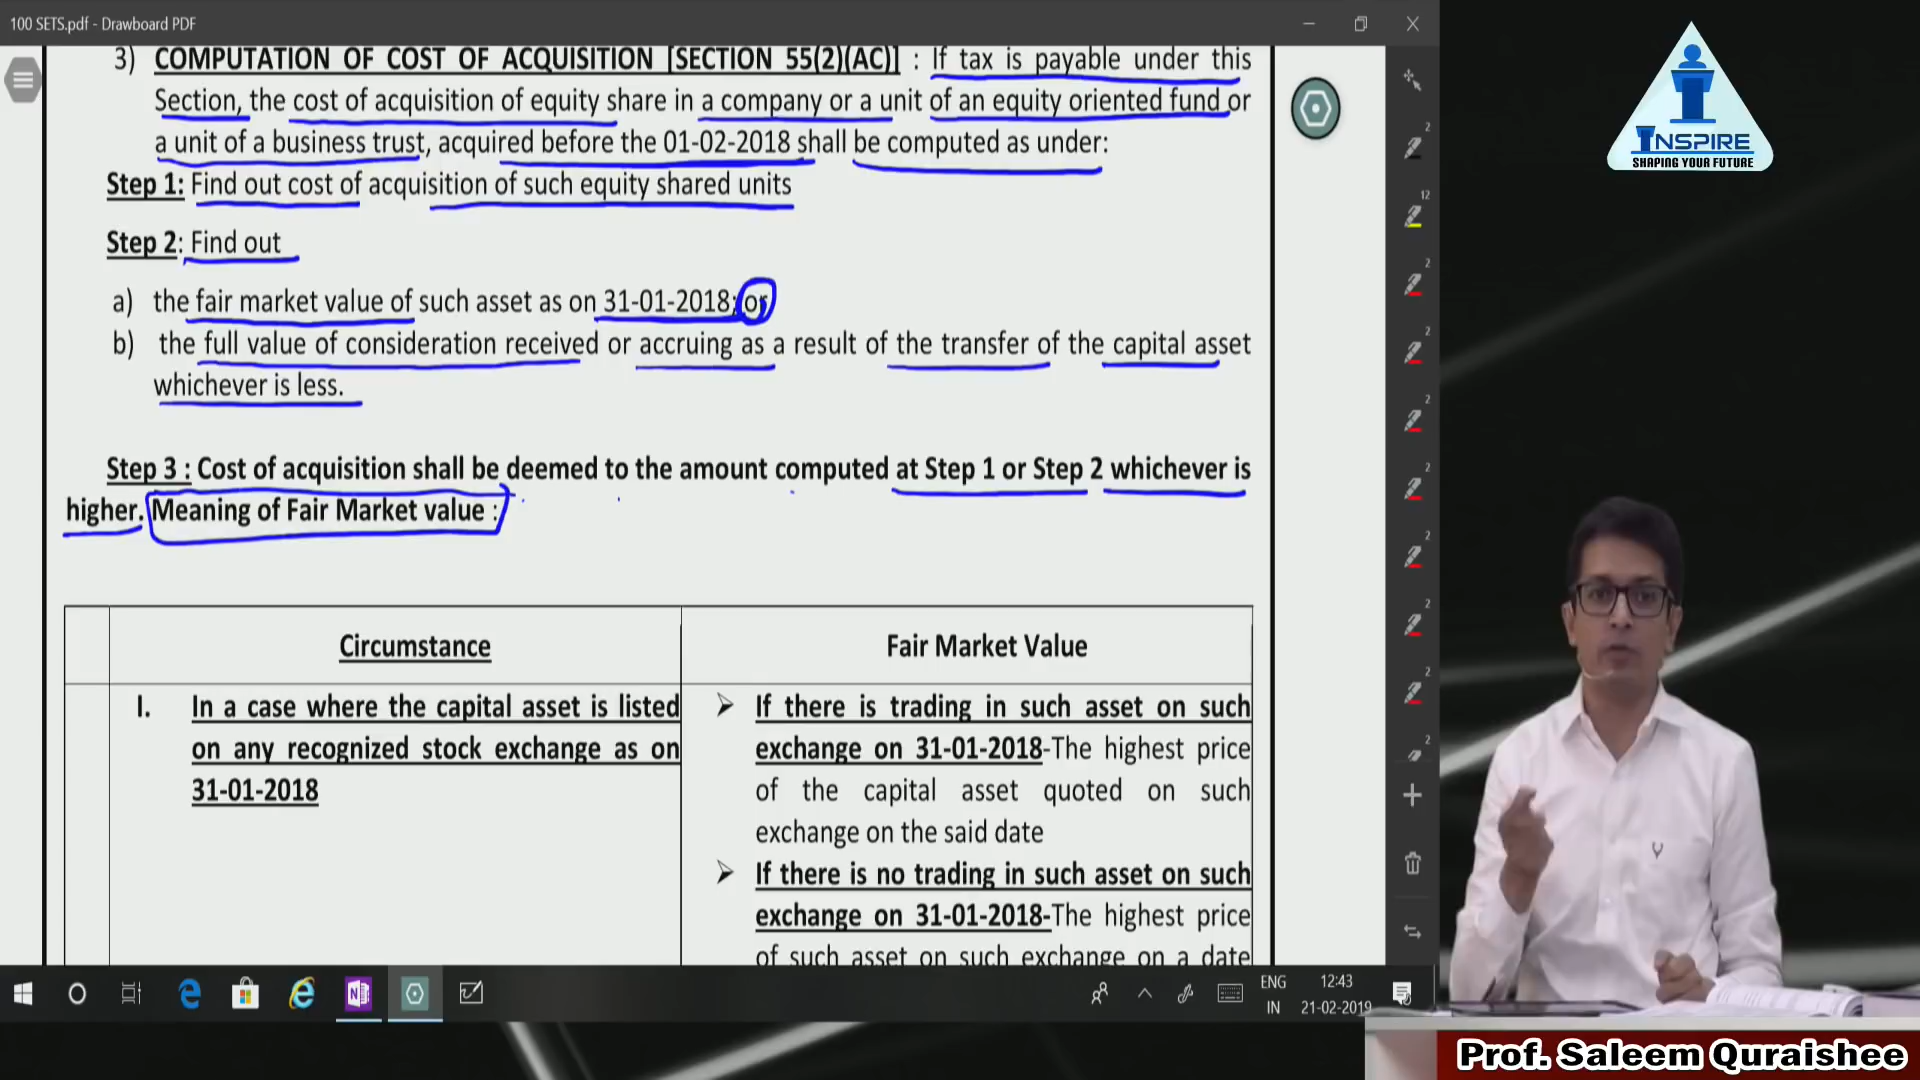 100 SETS.pdf - Drawboard PDF
3) COMPUTATION OF COST OF ACQUISITION [SECTION 55(2)(AC)] : If tax is payable under this
Section, the cost of acquisition of equity share in a company or a unit of an equity oriented fund or
a unit of a business trust, acquired before the 01-02-2018 shall be computed as under:
Step 1: Find out cost of acquisition of such equity shared units
Step 2: Find out
a) the fair market value of such asset as on 31-01-2018; or
b) the full value of consideration received or accruing as a result of the transfer of the capital asset
whichever is less.
Step 3 : Cost of acquisition shall be deemed to the amount computed at Step 1 or Step 2 whichever is
higher. Meaning of Fair Market value :
Circumstance
Fair Market Value
I. In a case where the capital asset is listed
on any recognized stock exchange as on
31-01-2018
➢ If there is trading in such asset on such
exchange on 31-01-2018-The highest price
of the capital asset quoted on such
exchange on the said date
➢ If there is no trading in such asset on such
exchange on 31-01-2018-The highest price
of such asset on such exchange on a date
2
2
12
2
2
2
2
2
2
2
2
INSPIRE
SHAPING YOUR FUTURE
ENG
IN
12:43
21-02-2019
Prof. Saleem Quraishee